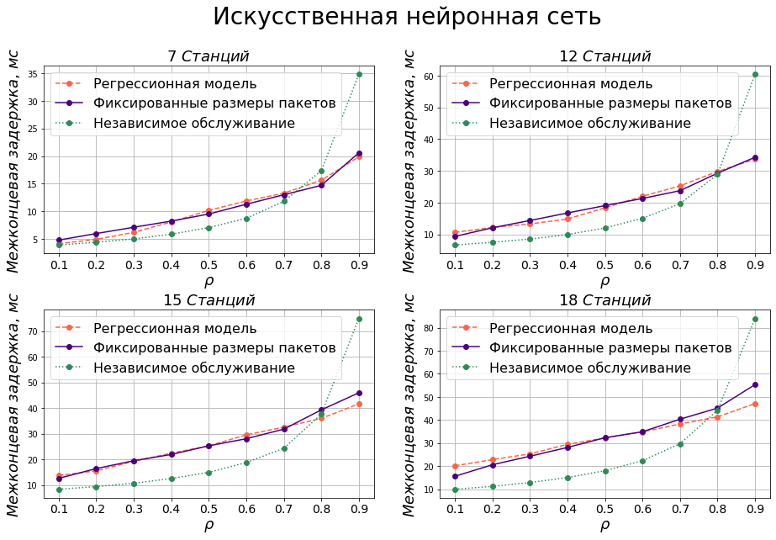 Искусственная нейронная сеть
7 Станций
Межконцевая задержка, мс
35
30
25
20
15
10
5
Регрессионная модель
Фиксированные размеры пакетов
Независимое обслуживание
0.1 0.2 0.3 0.4 0.5 0.6 0.7 0.8 0.9
ρ
12 Станций
Межконцевая задержка, мс
60
50
40
30
20
10
Регрессионная модель
Фиксированные размеры пакетов
Независимое обслуживание
0.1 0.2 0.3 0.4 0.5 0.6 0.7 0.8 0.9
ρ
15 Станций
Межконцевая задержка, мс
70
60
50
40
30
20
10
Регрессионная модель
Фиксированные размеры пакетов
Независимое обслуживание
0.1 0.2 0.3 0.4 0.5 0.6 0.7 0.8 0.9
ρ
18 Станций
Межконцевая задержка, мс
80
70
60
50
40
30
20
10
Регрессионная модель
Фиксированные размеры пакетов
Независимое обслуживание
0.1 0.2 0.3 0.4 0.5 0.6 0.7 0.8 0.9
ρ